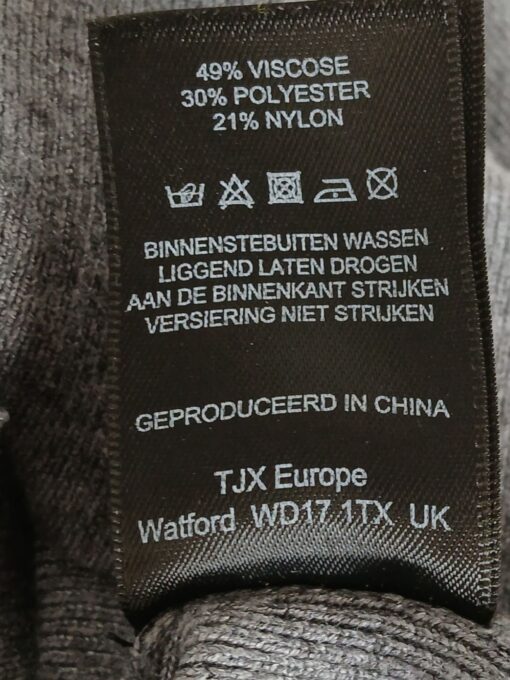 49% VISCOSE
30% POLYESTER
21% NYLON
BINNENSTEBUITEN WASSEN
LIGGEND LATEN DROGEN
AAN DE BINNENKANT STRIJKEN
VERSIERING NIET STRIJKEN
GEPRODUCEERD IN CHINA
TJX Europe
Watford WD17 1TX UK